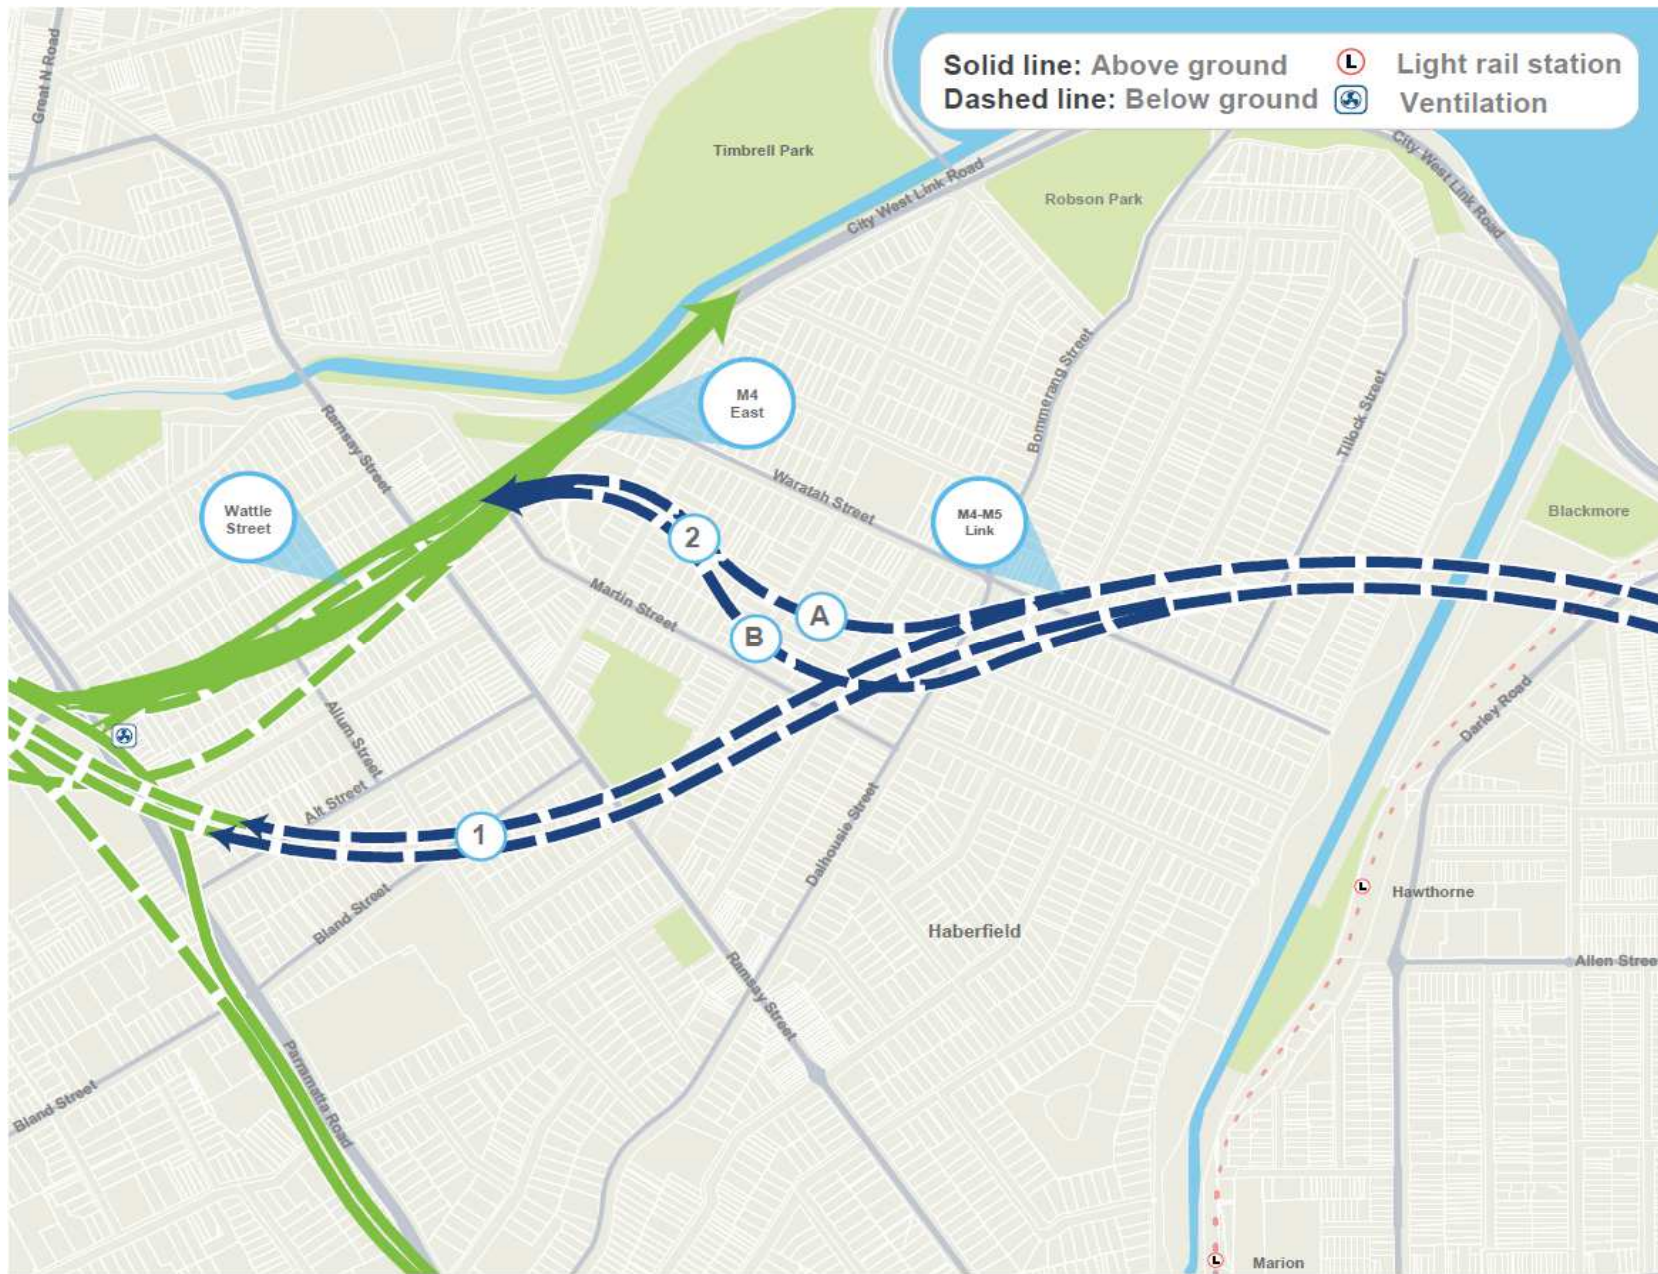 Solid line: Above ground
Light rail station
Dashed line: Below ground
Ventilation
L
Great N Road
Timbrell Park
City West Link Road
Robson Park
City West Link Road
M4
East
Ramsay Street
Bommerang Street
Tillock Street
Wattle
Street
Waratah Street
M4-M5
Link
Blackmore
2
Martin Street
A
B
Allum Street
Darley Road
Alt Street
1
Dalhousie Street
Bland Street
L
Hawthorne
Haberfield
Allen Stree
Ramsay Street
Parramatta Road
Bland Street
L
Marion